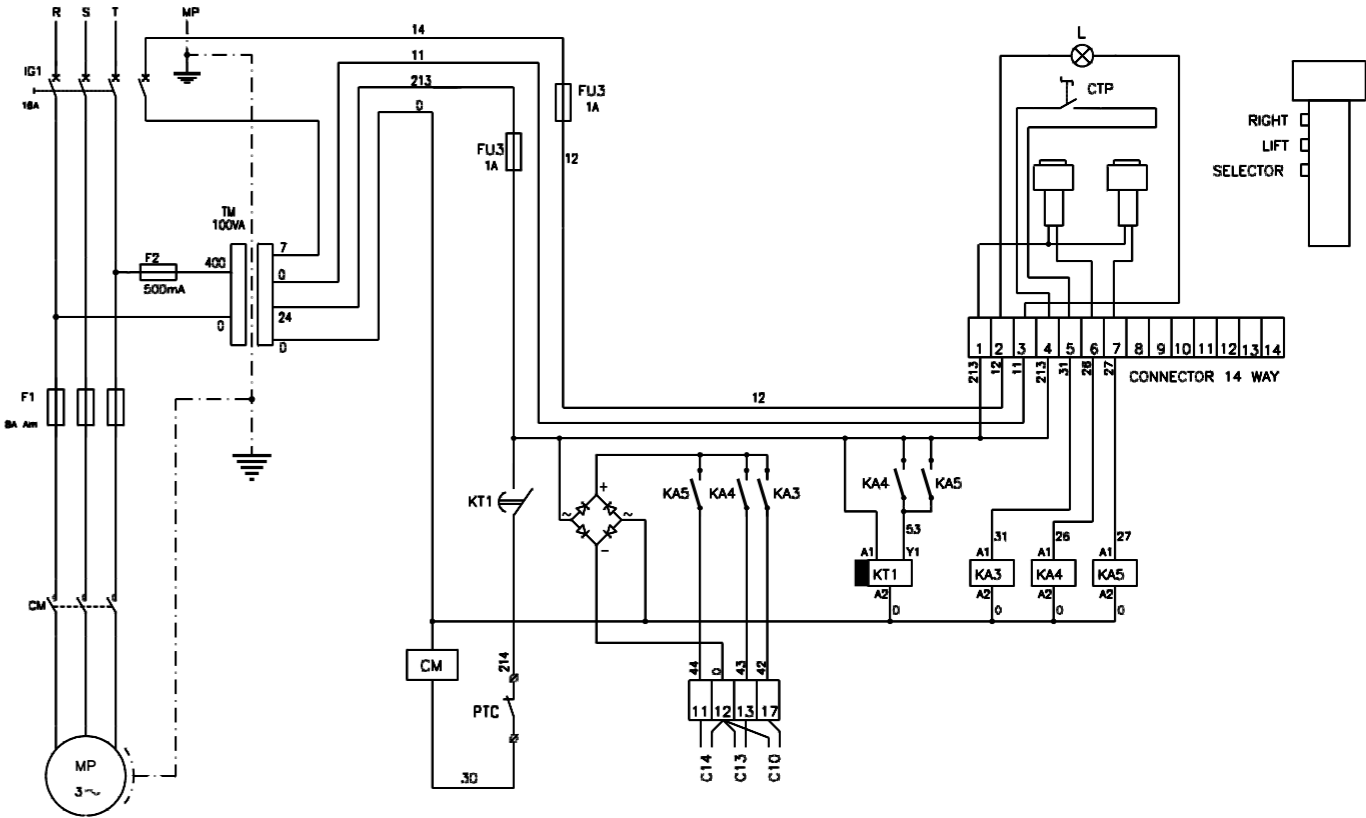 R S T MP
14
11
213
0
IG1
16A
FU3
1A
FU3
1A
12
L
CTP
RIGHT
LIFT
SELECTOR
TM
100VA
F2
500mA
400
0
7
0
24
0
1 2 3 4 5 6 7 8 9 10 11 12 13 14
213 12 11 213 31 26 27
CONNECTOR 14 WAY
F1
8A Am
12
KT1
~ + ~ -
KA5 KA4 KA3
KA4 KA5
53
31 26 27
A1 Y1 A1 A1 A1
KT1 KA3 KA4 KA5
A2 A2 A2 A2
0 0 0 0
CM
CM
214
PTC
30
44 0 43 42
11 12 13 17
C14 C13 C10
MP
3~